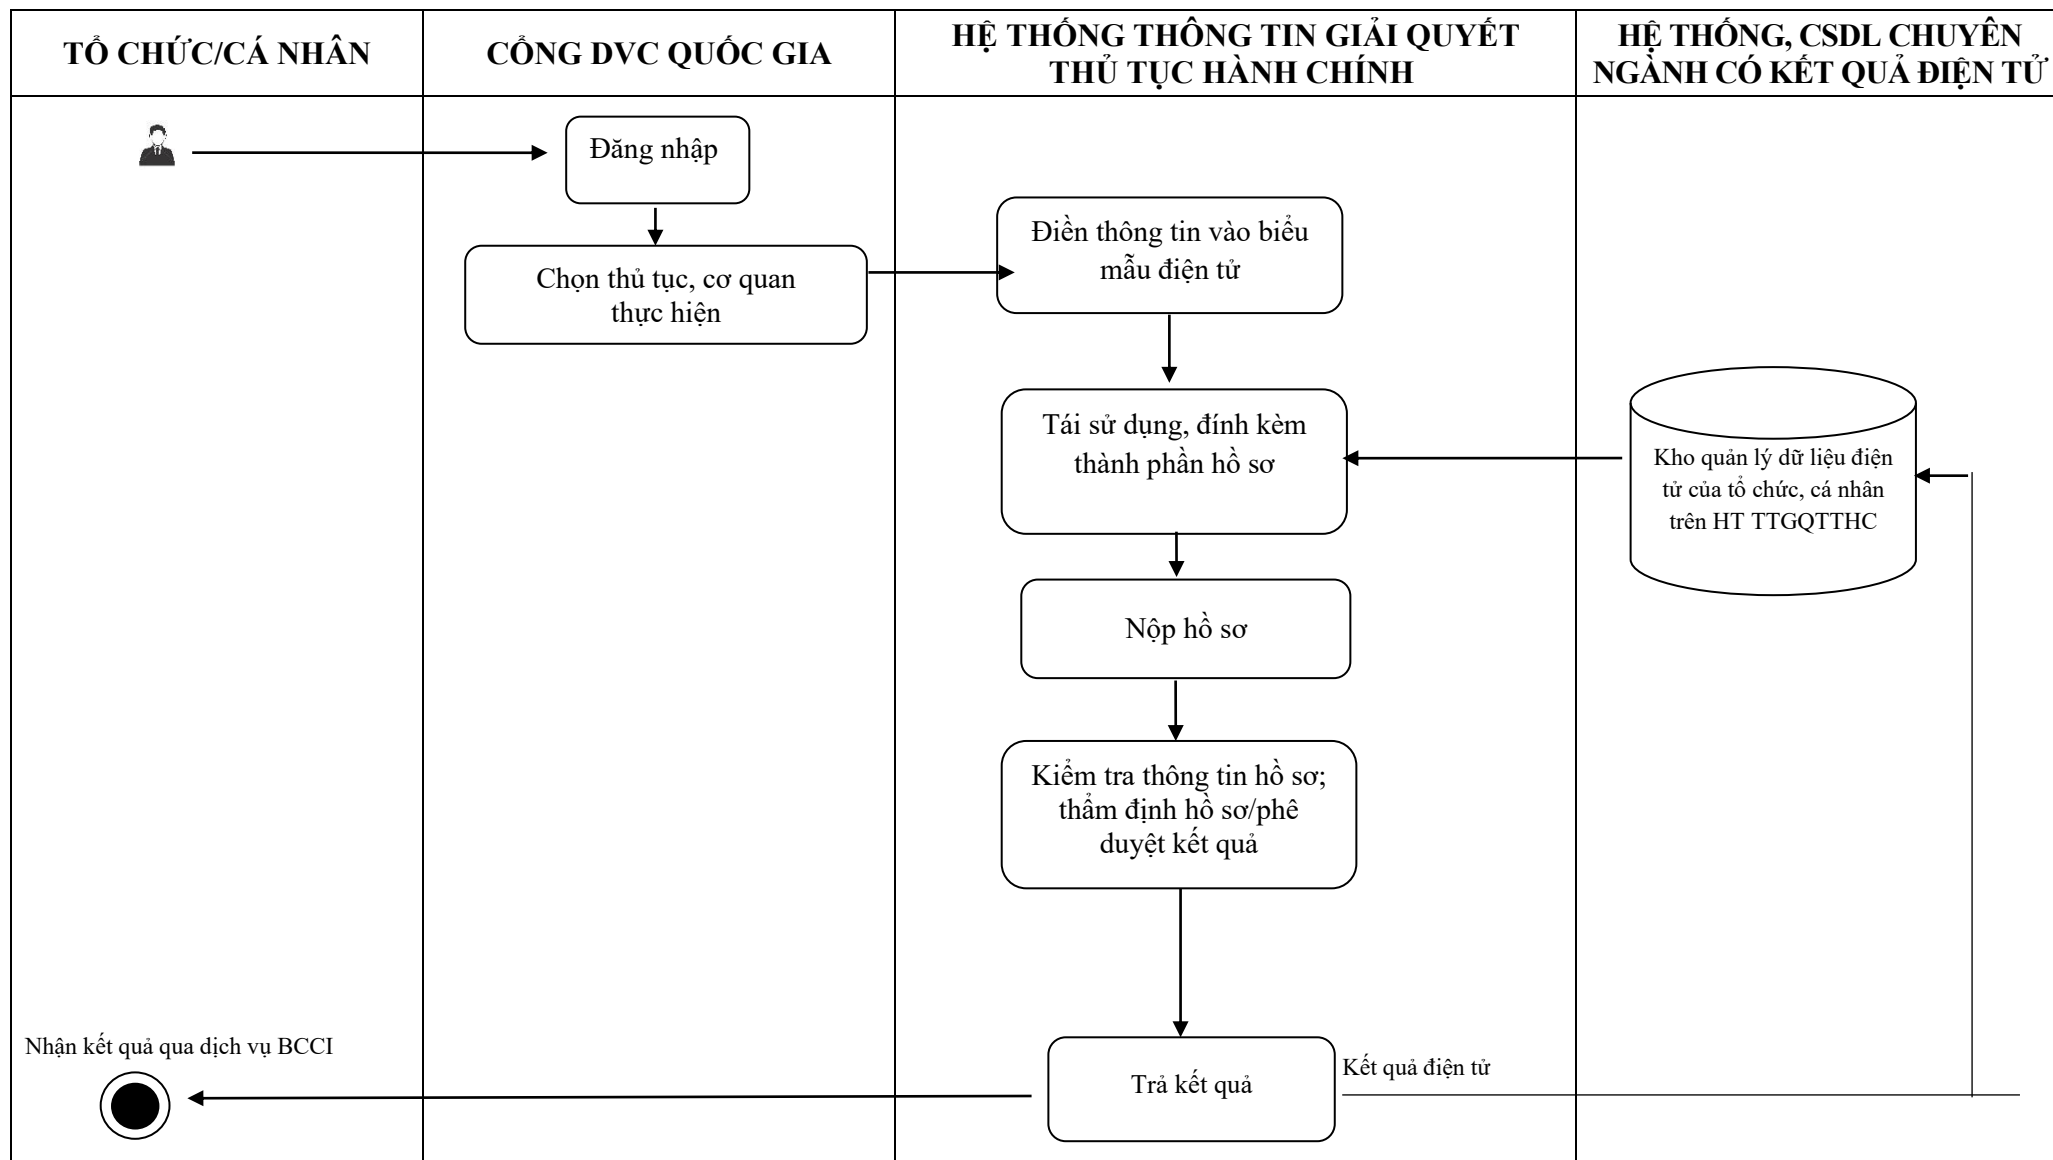 TỔ CHỨC/CÁ NHÂN
CỔNG DVC QUỐC GIA
HỆ THỐNG THÔNG TIN GIẢI QUYẾT
THỦ TỤC HÀNH CHÍNH
HỆ THỐNG, CSDL CHUYÊN
NGÀNH CÓ KẾT QUẢ ĐIỆN TỬ
Đăng nhập
Chọn thủ tục, cơ quan
thực hiện
Điền thông tin vào biểu
mẫu điện tử
Tái sử dụng, đính kèm
thành phần hồ sơ
Kho quản lý dữ liệu điện
tử của tổ chức, cá nhân
trên HT TTGQTTHC
Nộp hồ sơ
Kiểm tra thông tin hồ sơ;
thẩm định hồ sơ/phê
duyệt kết quả
Nhận kết quả qua dịch vụ BCCI
Trả kết quả
Kết quả điện tử